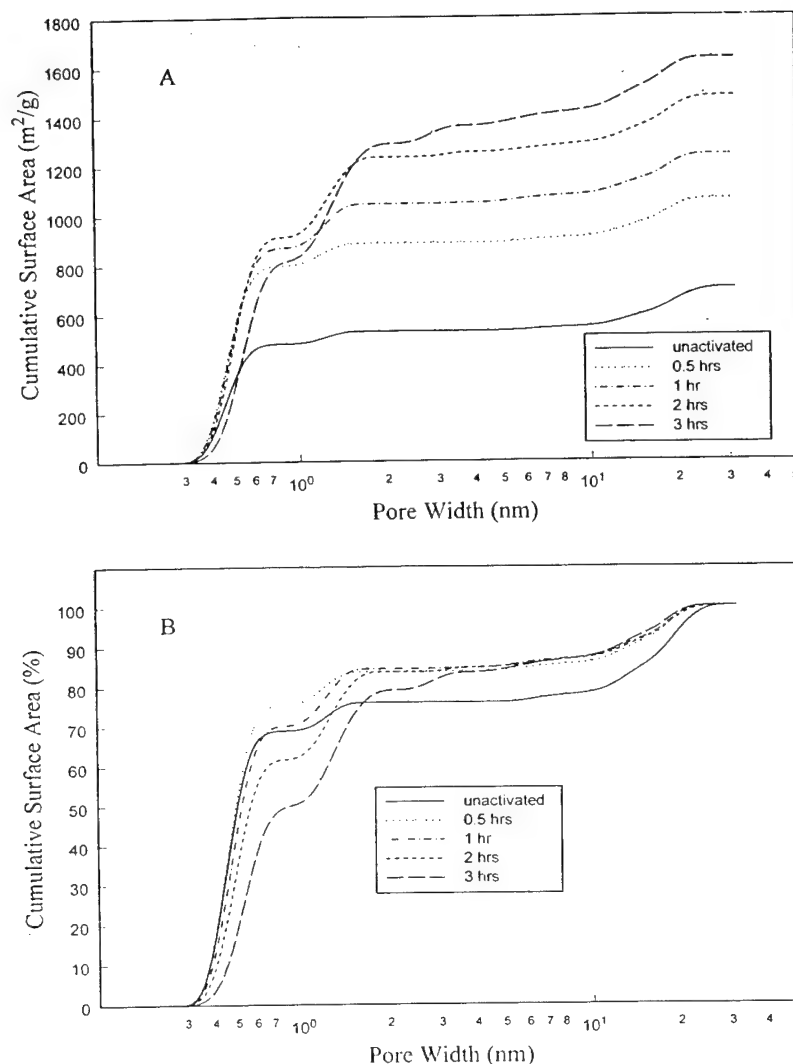 A
Cumulative Surface Area (m²/g)
1800
1600
1400
1200
1000
800
600
400
200
0
unactivated
0.5 hrs
1 hr
2 hrs
3 hrs
3 4 5 6 7 10⁰ 2 3 4 5 6 7 8 10¹ 2 3 4 5
Pore Width (nm)
B
Cumulative Surface Area (%)
100
90
80
70
60
50
40
30
20
10
0
unactivated
0.5 hrs
1 hr
2 hrs
3 hrs
3 4 5 6 7 10⁰ 2 3 4 5 6 7 8 10¹ 2 3 4
Pore Width (nm)